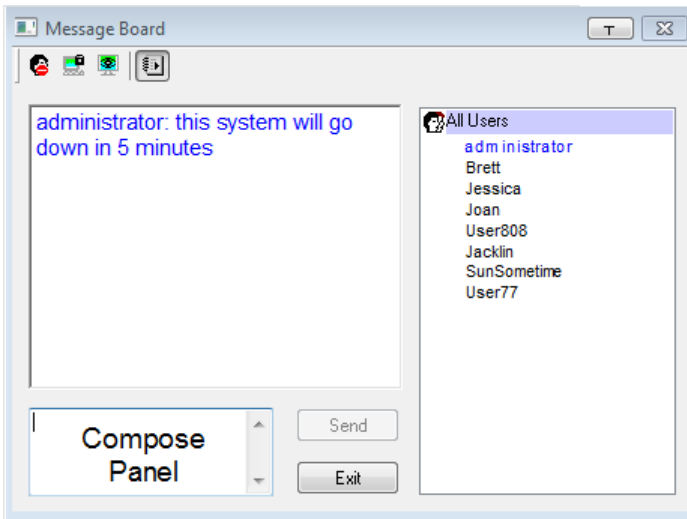 Message Board
administrator: this system will go
down in 5 minutes
All Users
administrator
Brett
Jessica
Joan
User808
Jacklin
SunSometime
User77
Compose
Panel
Send
Exit